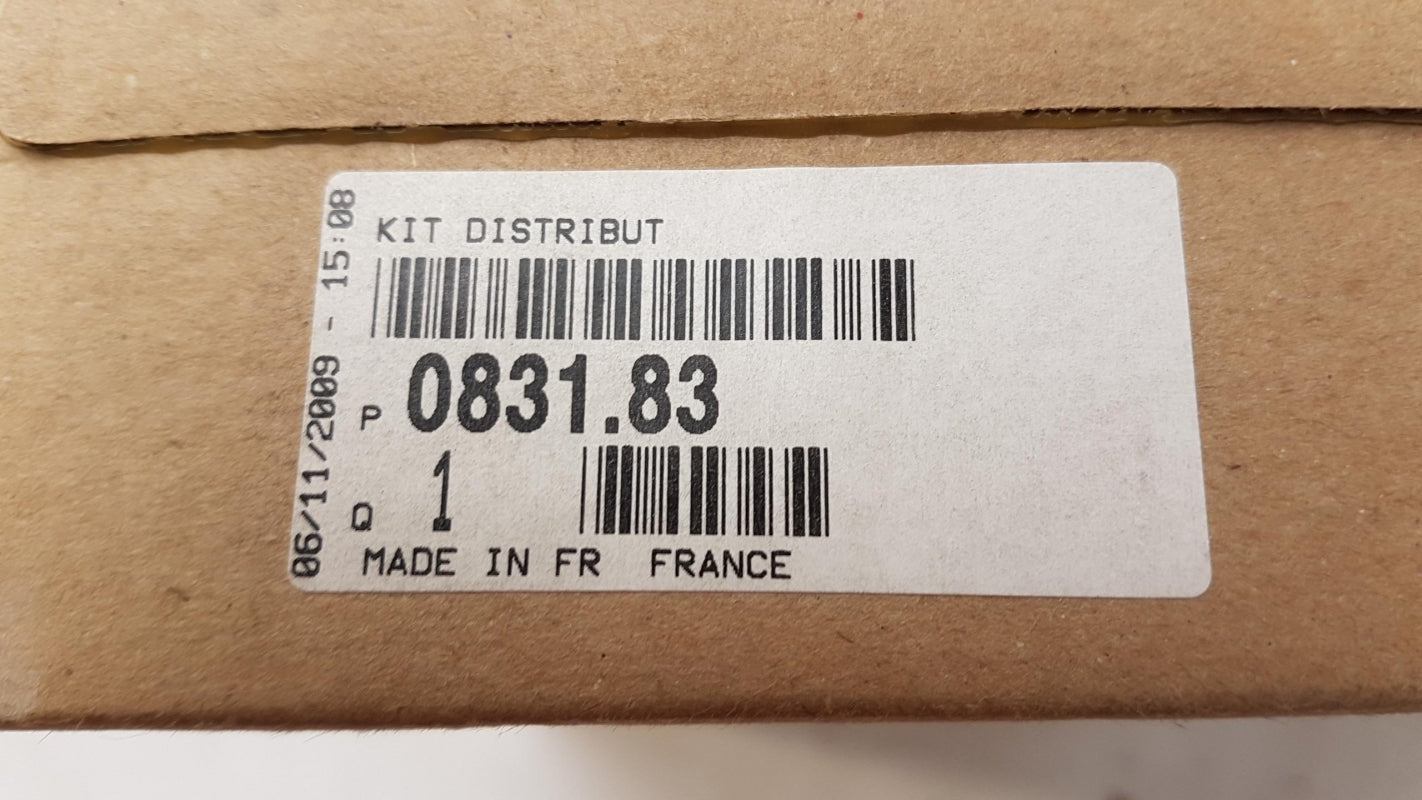 KIT DISTRIBUT
P 0831.83
Q 1
MADE IN FR FRANCE
06/11/2009 - 15:08